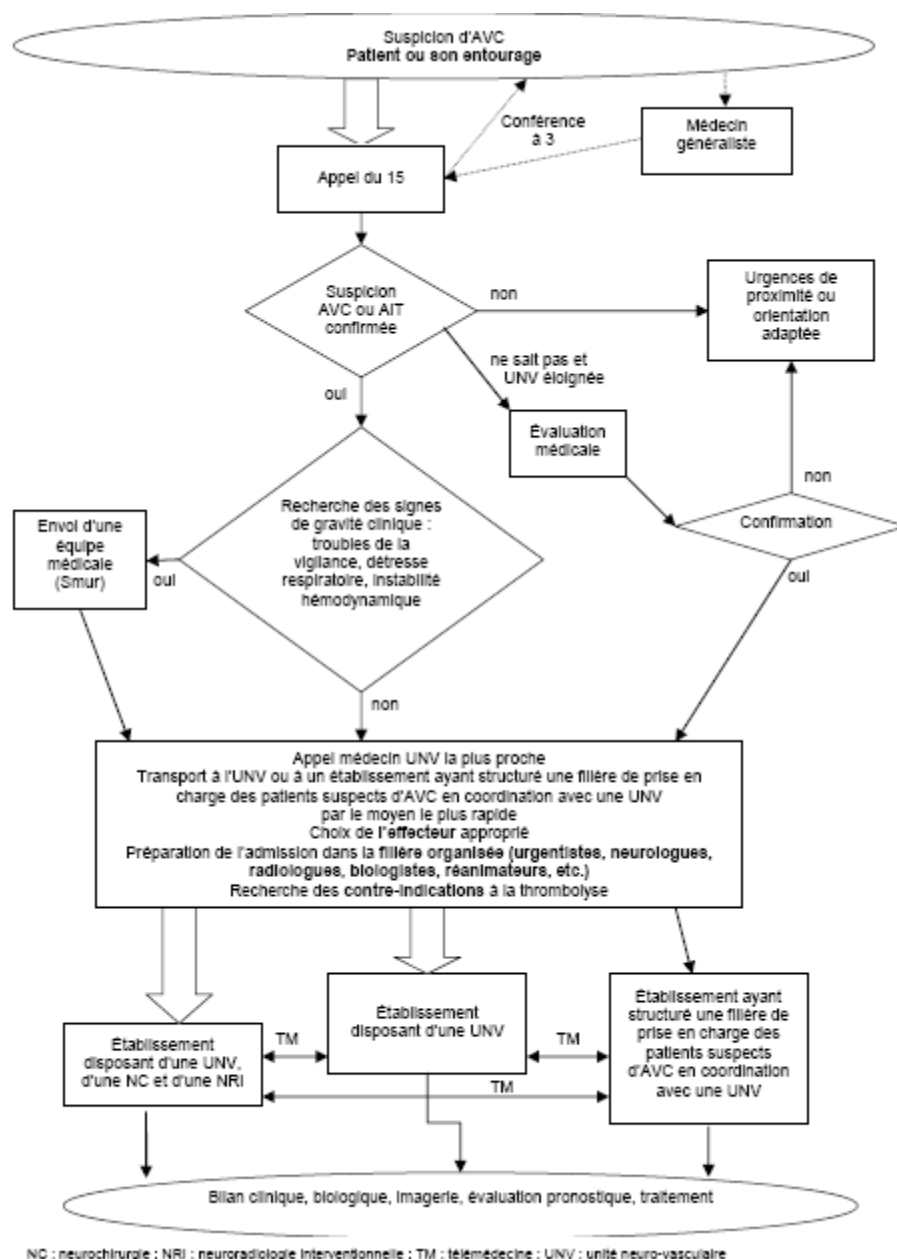 Suspicion d'AVC
Patient ou son entourage
Conférence
à 3
Médecin
généraliste
Appel du 15
Suspicion
AVC ou AIT
confirmée
non
Urgences de
proximité ou
orientation
adaptée
ne sait pas et
UNV éloignée
oui
Évaluation
médicale
non
Confirmation
oui
Recherche des signes
de gravité clinique :
troubles de la
vigilance, détresse
respiratoire, instabilité
hémodynamique
Envoi d'une
équipe
médicale
(Smur)
oui
non
Appel médecin UNV la plus proche
Transport à l'UNV ou à un établissement ayant structuré une filière de prise en
charge des patients suspects d'AVC en coordination avec une UNV
par le moyen le plus rapide
Choix de l'effecteur approprié
Préparation de l'admission dans la filière organisée (urgentistes, neurologues,
radiologues, biologistes, réanimateurs, etc.)
Recherche des contre-indications à la thrombolyse
Établissement
disposant d'une UNV,
d'une NC et d'une NRI
TM
Établissement
disposant d'une UNV
TM
TM
Établissement ayant
structuré une filière de
prise en charge des
patients suspects
d'AVC en coordination
avec une UNV
Bilan clinique, biologique, imagerie, évaluation pronostique, traitement
NC : neurochirurgie ; NRI : neuroradiologie interventionnelle ; TM : télémédecine ; UNV : unité neuro-vasculaire